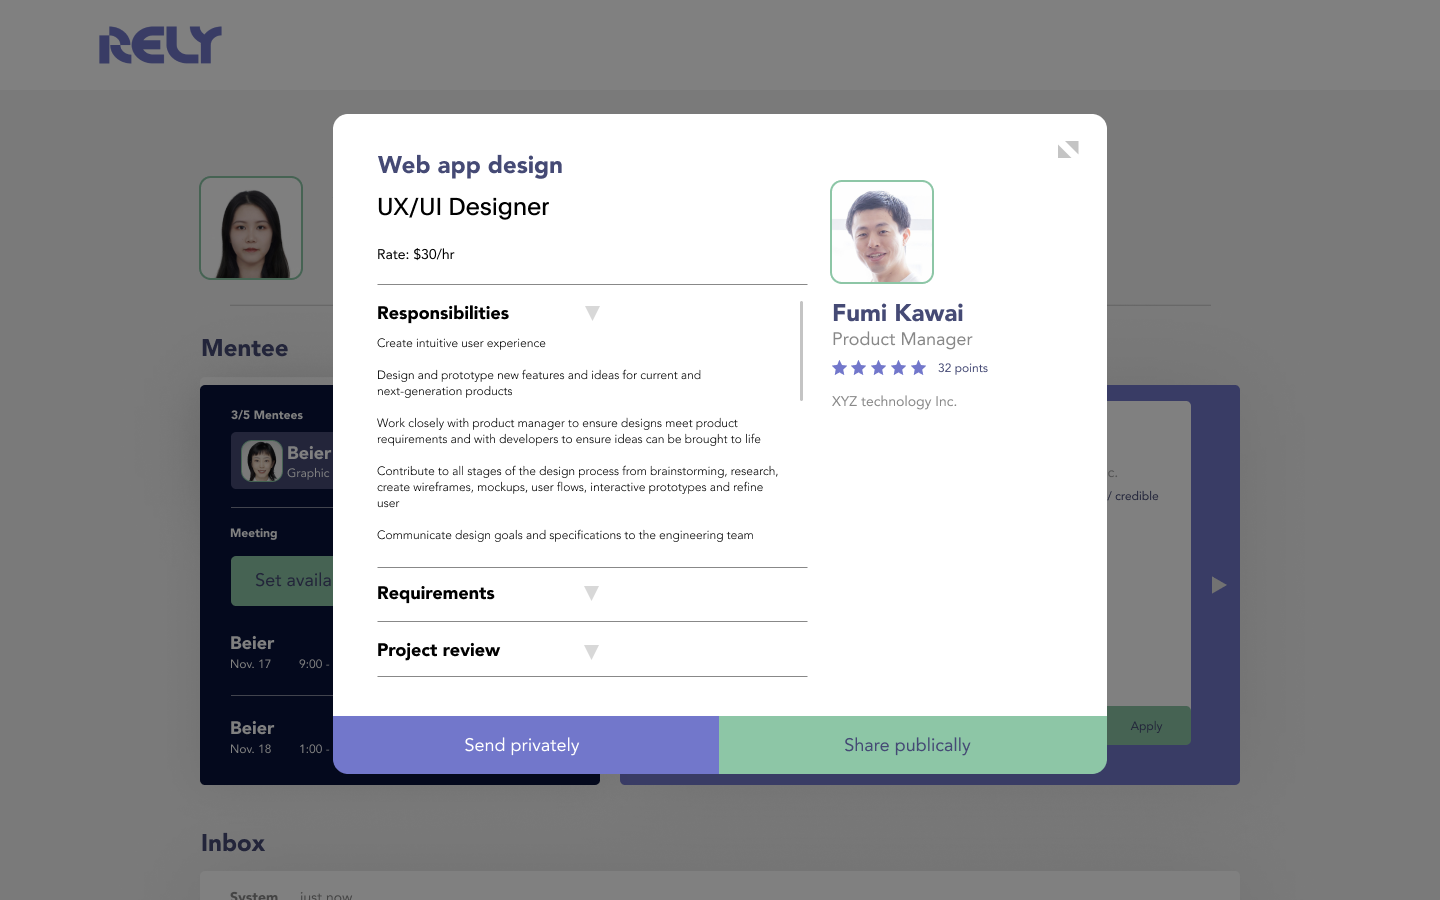 RELY
Web app design
UX/UI Designer
Rate: $30/hr
Responsibilities
Create intuitive user experience
Design and prototype new features and ideas for current and
next-generation products
Work closely with product manager to ensure designs meet product
requirements and with developers to ensure ideas can be brought to life
Contribute to all stages of the design process from brainstorming, research,
create wireframes, mockups, user flows, interactive prototypes and refine
user
Communicate design goals and specifications to the engineering team
Requirements
Project review
Fumi Kawai
Product Manager
32 points
XYZ technology Inc.
Send privately
Share publically
Mentee
3/5 Mentees
Beier
Graphic
Meeting
Set availa
Beier
Nov. 17 9:00 -
Beier
Nov. 18 1:00 -
c.
/ credible
Apply
Inbox
System just now